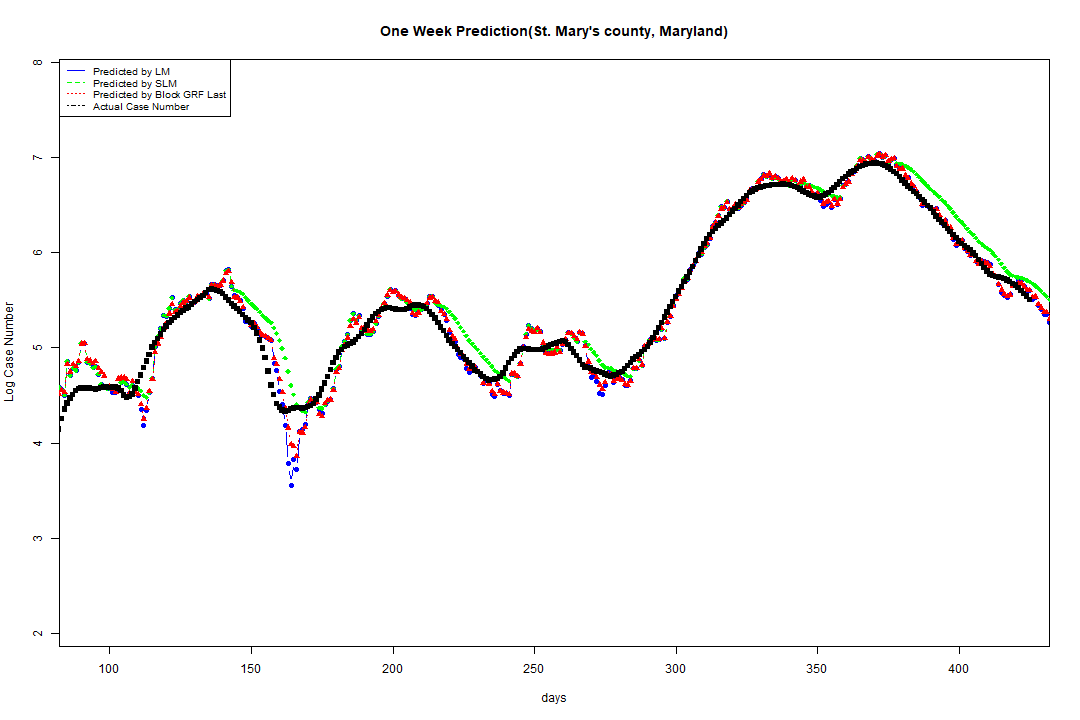 One Week Prediction(St. Mary's county, Maryland)
Predicted by LM
Predicted by SLM
Predicted by Block GRF Last
Actual Case Number
8
7
6
5
4
3
2
Log Case Number
100 150 200 250 300 350 400
days